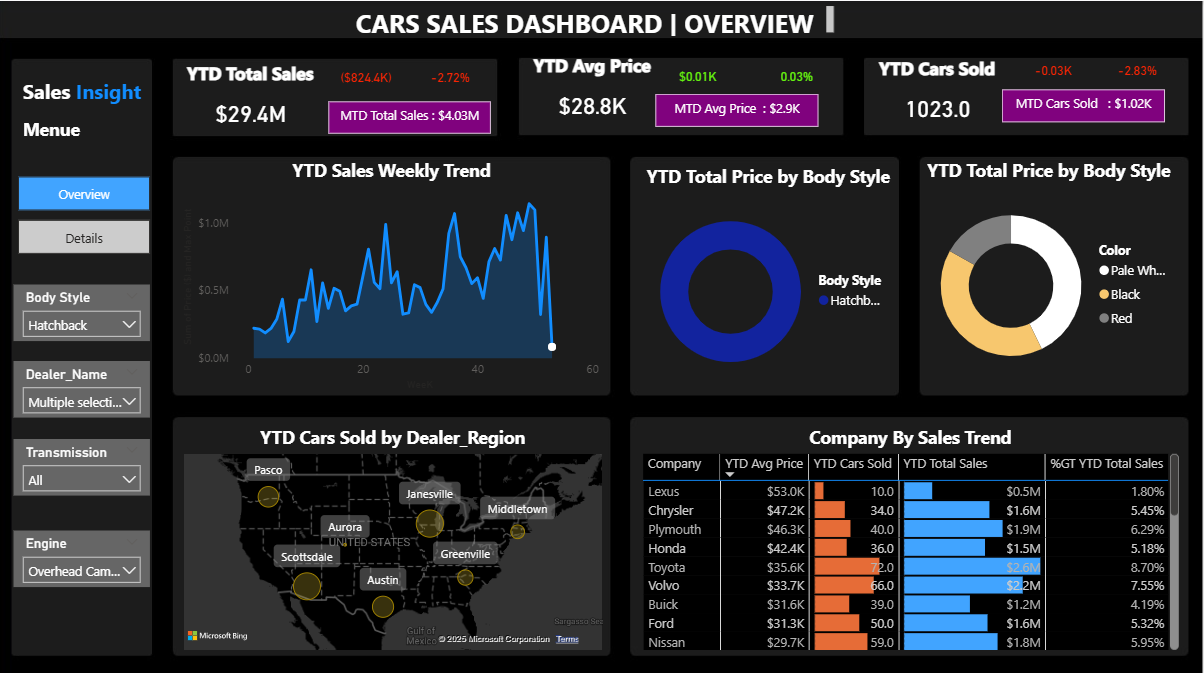 CARS SALES DASHBOARD | OVERVIEW
Sales Insight
Menue
Overview
Details
Body Style
Hatchback
Dealer_Name
Multiple selecti...
Transmission
All
Engine
Overhead Cam...
YTD Total Sales
($824.4K)
-2.72%
$29.4M
MTD Total Sales : $4.03M
YTD Avg Price
$0.01K
0.03%
$28.8K
MTD Avg Price : $2.9K
YTD Cars Sold
-0.03K
-2.83%
1023.0
MTD Cars Sold : $1.02K
YTD Sales Weekly Trend
$1.0M
$0.5M
$0.0M
0 20 40 60
YTD Total Price by Body Style
Body Style
Hatchb...
YTD Total Price by Body Style
Color
Pale Wh...
Black
Red
YTD Cars Sold by Dealer_Region
Pasco
Janesville
Middletown
Aurora
UNITED STATES
Scottsdale
Greenville
Austin
Gulf of
Mexico
Sargasso Sea
Microsoft Bing
© 2025 Microsoft Corporation Terms
Company By Sales Trend
Company YTD Avg Price YTD Cars Sold YTD Total Sales %GT YTD Total Sales
Lexus $53.0K 10.0 $0.5M 1.80%
Chrysler $47.2K 34.0 $1.6M 5.45%
Plymouth $46.3K 40.0 $1.9M 6.29%
Honda $42.4K 36.0 $1.5M 5.18%
Toyota $35.6K 72.0 $2.6M 8.70%
Volvo $33.7K 66.0 $2.2M 7.55%
Buick $31.6K 39.0 $1.2M 4.19%
Ford $31.3K 50.0 $1.6M 5.32%
Nissan $29.7K 59.0 $1.8M 5.95%